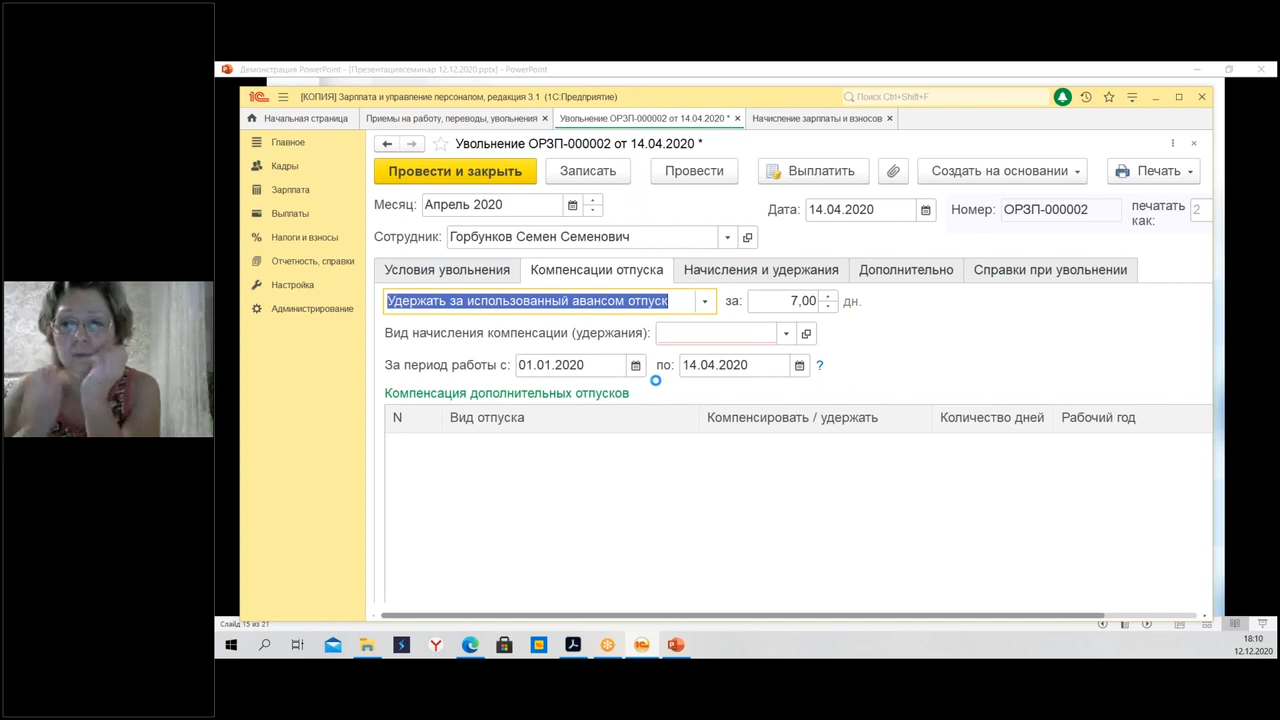 Демонстрация PowerPoint - [Презентациясеминар 12.12.2020.pptx] - PowerPoint
1С [КОПИЯ] Зарплата и управление персоналом, редакция 3.1 (1С:Предприятие) Поиск Ctrl+Shift+F
Начальная страница Приемы на работу, переводы, увольнения × Увольнение ОРЗП-000002 от 14.04.2020 * × Начисление зарплаты и взносов ×
Главное
Кадры
Зарплата
Выплаты
Налоги и взносы
Отчетность, справки
Настройка
Администрирование
Увольнение ОРЗП-000002 от 14.04.2020 *
Провести и закрыть Записать Провести Выплатить Создать на основании Печать
Месяц: Апрель 2020 Дата: 14.04.2020 Номер: ОРЗП-000002 печатать как: 2
Сотрудник: Горбунков Семен Семенович
Условия увольнения Компенсации отпуска Начисления и удержания Дополнительно Справки при увольнении
Удержать за использованный авансом отпуск за: 7,00 дн.
Вид начисления компенсации (удержания):
За период работы с: 01.01.2020 по: 14.04.2020 ?
Компенсация дополнительных отпусков
N Вид отпуска Компенсировать / удержать Количество дней Рабочий год
Слайд 15 из 21
18:10
12.12.2020